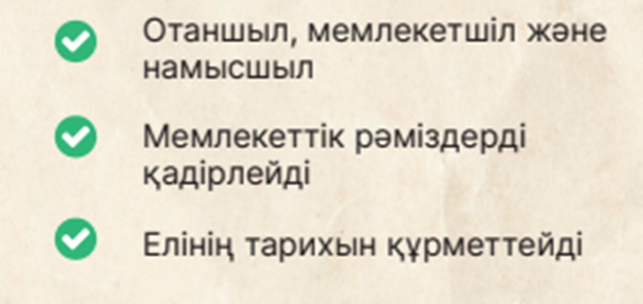 Отаншыл, мемлекетшіл және
намысшыл
Мемлекеттік рәміздерді
қадірлейді
Елінің тарихын құрметтейді